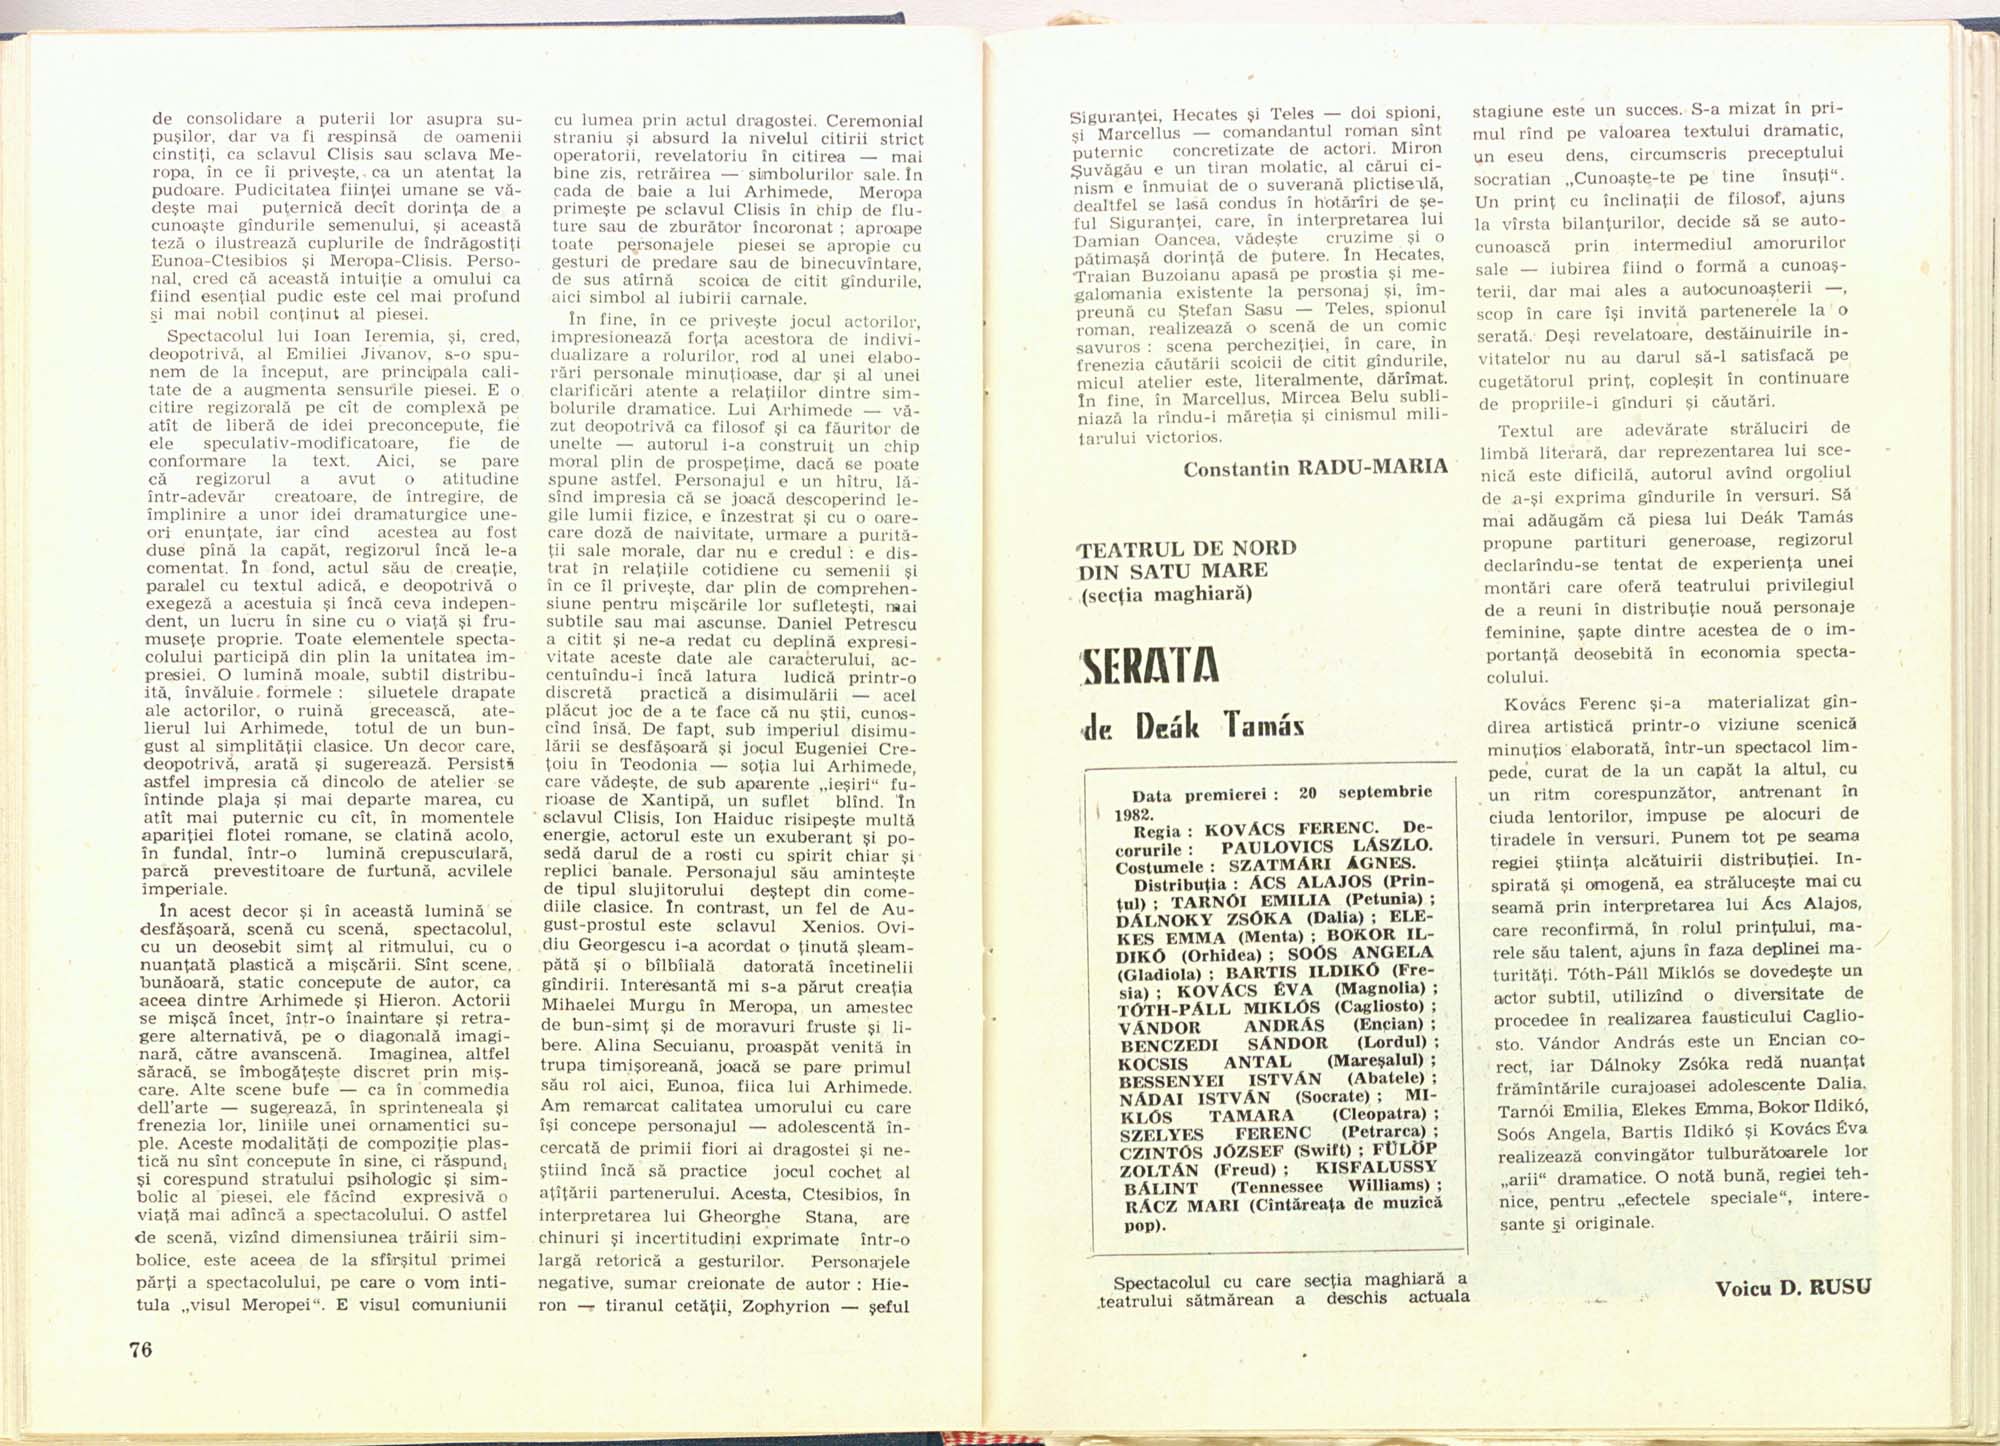 de consolidare a puterii lor asupra su-
pușilor, dar va fi respinsă de oamenii
cinstiți, ca sclavul Clisis sau sclava Me-
ropa, în ce îi privește, ca un atentat la
pudoare. Pudicitatea ființei umane se vă-
dește mai puternică decît dorința de a
cunoaște gîndurile semenului, și această
teză o ilustrează cuplurile de îndrăgostiți
Eunoa-Ctesibios și Meropa-Clisis. Perso-
nal, cred că această intuiție a omului ca
fiind esențial pudic este cel mai profund
și mai nobil conținut al piesei.
Spectacolul lui Ioan Ieremia, și, cred,
deopotrivă, al Emiliei Jivanov, s-o spu-
nem de la început, are principala cali-
tate de a augmenta sensurile piesei. E o
citire regizorală pe cît de complexă pe
atît de liberă de idei preconcepute, fie
ele speculativ-modificatoare, fie de
conformare la text. Aici, se pare
că regizorul a avut o atitudine
într-adevăr creatoare, de întregire, de
împlinire a unor idei dramaturgice une-
ori enunțate, iar cînd acestea au fost
duse pînă la capăt, regizorul încă le-a
comentat. În fond, actul său de creație,
paralel cu textul adică, e deopotrivă o
exegeză a acestuia și încă ceva indepen-
dent, un lucru în sine cu o viață și fru-
musețe proprie. Toate elementele specta-
colului participă din plin la unitatea im-
presiei. O lumină moale, subtil distribu-
ită, învăluie formele : siluetele drapate
ale actorilor, o ruină grecească, ate-
lierul lui Arhimede, totul de un bun-
gust al simplității clasice. Un decor care,
deopotrivă, arată și sugerează. Persistă
astfel impresia că dincolo de atelier se
întinde plaja și mai departe marea, cu
atît mai puternic cu cît, în momentele
apariției flotei romane, se clatină acolo,
în fundal, într-o lumină crepusculară,
parcă prevestitoare de furtună, acvilele
imperiale.
În acest decor și în această lumină se
desfășoară, scenă cu scenă, spectacolul,
cu un deosebit simț al ritmului, cu o
nuanțată plastică a mișcării. Sînt scene,
bunăoară, static concepute de autor, ca
aceea dintre Arhimede și Hieron. Actorii
se mișcă încet, într-o înaintare și retra-
gere alternativă, pe o diagonală imagi-
nară, către avanscenă. Imaginea, altfel
săracă, se îmbogățește discret prin miș-
care. Alte scene bufe — ca în commedia
dell'arte — sugerează, în sprinteneala și
frenezia lor, liniile unei ornamentici su-
ple. Aceste modalități de compoziție plas-
tică nu sînt concepute în sine, ci răspund,
și corespund stratului psihologic și sim-
bolic al piesei, ele făcînd expresivă o
viață mai adîncă a spectacolului. O astfel
de scenă, vizînd dimensiunea trăirii sim-
bolice, este aceea de la sfîrșitul primei
părți a spectacolului, pe care o vom inti-
tula „visul Meropei“. E visul comuniunii
76
cu lumea prin actul dragostei. Ceremonial
straniu și absurd la nivelul citirii strict
operatorii, revelatoriu în citirea — mai
bine zis, retrăirea — simbolurilor sale. În
cada de baie a lui Arhimede, Meropa
primește pe sclavul Clisis în chip de flu-
ture sau de zburător încoronat ; aproape
toate personajele piesei se apropie cu
gesturi de predare sau de binecuvîntare,
de sus atîrnă scoica de citit gîndurile,
aici simbol al iubirii carnale.
În fine, în ce privește jocul actorilor,
impresionează forța acestora de indivi-
dualizare a rolurilor, rod al unei elabo-
rări personale minuțioase, dar și al unei
clarificări atente a relațiilor dintre sim-
bolurile dramatice. Lui Arhimede — vă-
zut deopotrivă ca filosof și ca făuritor de
unelte — autorul i-a construit un chip
moral plin de prospețime, dacă se poate
spune astfel. Personajul e un hîtru, lă-
sînd impresia că se joacă descoperind le-
gile lumii fizice, e înzestrat și cu o oare-
care doză de naivitate, urmare a purită-
ții sale morale, dar nu e credul : e dis-
trat în relațiile cotidiene cu semenii și
în ce îl privește, dar plin de comprehen-
siune pentru mișcările lor sufletești, mai
subtile sau mai ascunse. Daniel Petrescu
a citit și ne-a redat cu deplină expresi-
vitate aceste date ale caracterului, ac-
centuîndu-i încă latura ludică printr-o
discretă practică a disimulării — acel
plăcut joc de a te face că nu știi, cunos-
cînd însă. De fapt, sub imperiul disimu-
lării se desfășoară și jocul Eugeniei Cre-
țoiu în Teodonia — soția lui Arhimede,
care vădește, de sub aparente „ieșiri“ fu-
rioase de Xantipă, un suflet blînd. În
sclavul Clisis, Ion Haiduc risipește multă
energie, actorul este un exuberant și po-
sedă darul de a rosti cu spirit chiar și
replici banale. Personajul său amintește
de tipul slujitorului deștept din come-
diile clasice. În contrast, un fel de Au-
gust-prostul este sclavul Xenios. Ovi-
diu Georgescu i-a acordat o ținută șleam-
pătă și o bîlbîială datorată încetinelii
gîndirii. Interesantă mi s-a părut creația
Mihaelei Murgu în Meropa, un amestec
de bun-simț și de moravuri fruste și li-
bere. Alina Secuianu, proaspăt venită în
trupa timișoreană, joacă se pare primul
său rol aici, Eunoa, fiica lui Arhimede.
Am remarcat calitatea umorului cu care
își concepe personajul — adolescentă în-
cercată de primii fiori ai dragostei și ne-
știind încă să practice jocul cochet al
ațîțării partenerului. Acesta, Ctesibios, în
interpretarea lui Gheorghe Stana, are
chinuri și incertitudini exprimate într-o
largă retorică a gesturilor. Personajele
negative, sumar creionate de autor : Hie-
ron — tiranul cetății, Zophyrion — șeful
Siguranței, Hecates și Teles — doi spioni,
și Marcellus — comandantul roman sînt
puternic concretizate de actori. Miron
Șuvăgău e un tiran molatic, al cărui ci-
nism e înmuiat de o suverană plictiseală,
dealtfel se lasă condus în hotărîri de șe-
ful Siguranței, care, în interpretarea lui
Damian Oancea, vădește cruzime și o
pătimașă dorință de putere. În Hecates,
Traian Buzoianu apasă pe prostia și me-
galomania existente la personaj și, îm-
preună cu Ștefan Sasu — Teles, spionul
roman, realizează o scenă de un comic
savuros : scena percheziției, în care, în
frenezia căutării scoicii de citit gîndurile,
micul atelier este, literalmente, dărîmat.
În fine, în Marcellus, Mircea Belu subli-
niază la rîndu-i măreția și cinismul mili-
tarului victorios.
Constantin RADU-MARIA
TEATRUL DE NORD
DIN SATU MARE
(secția maghiară)
SERATA
de Deák Tamás
Data premierei : 20 septembrie
1982.
Regia : KOVÁCS FERENC. De-
corurile : PAULOVICS LÁSZLO.
Costumele : SZATMÁRI ÁGNES.
Distribuția : ÁCS ALAJOS (Prin-
țul) ; TARNÓI EMILIA (Petunia) ;
DÁLNOKY ZSÓKA (Dalia) ; ELE-
KES EMMA (Menta) ; BOKOR IL-
DIKÓ (Orhidea) ; SOÓS ANGELA
(Gladiola) ; BARTIS ILDIKÓ (Fre-
sia) ; KOVÁCS ÉVA (Magnolia) ;
TÓTH-PÁLL MIKLÓS (Cagliosto) ;
VÁNDOR ANDRÁS (Encian) ;
BENCZEDI SÁNDOR (Lordul) ;
KOCSIS ANTAL (Mareșalul) ;
BESSENYEI ISTVÁN (Abatele) ;
NÁDAI ISTVÁN (Socrate) ; MI-
KLÓS TAMARA (Cleopatra) ;
SZELYES FERENC (Petrarca) ;
CZINTÓS JÓZSEF (Swift) ; FÜLÖP
ZOLTÁN (Freud) ; KISFALUSSY
BÁLINT (Tennessee Williams) ;
RÁCZ MARI (Cîntăreața de muzică
pop).
Spectacolul cu care secția maghiară a
teatrului sătmărean a deschis actuala
stagiune este un succes. S-a mizat în pri-
mul rînd pe valoarea textului dramatic,
un eseu dens, circumscris preceptului
socratian „Cunoaște-te pe tine însuți“.
Un prinț cu înclinații de filosof, ajuns
la vîrsta bilanțurilor, decide să se auto-
cunoască prin intermediul amorurilor
sale — iubirea fiind o formă a cunoaș-
terii, dar mai ales a autocunoașterii —,
scop în care își invită partenerele la o
serată. Deși revelatoare, destăinuirile in-
vitatelor nu au darul să-l satisfacă pe
cugetătorul prinț, copleșit în continuare
de propriile-i gînduri și căutări.
Textul are adevărate străluciri de
limbă literară, dar reprezentarea lui sce-
nică este dificilă, autorul avînd orgoliul
de a-și exprima gîndurile în versuri. Să
mai adăugăm că piesa lui Deák Tamás
propune partituri generoase, regizorul
declarîndu-se tentat de experiența unei
montări care oferă teatrului privilegiul
de a reuni în distribuție nouă personaje
feminine, șapte dintre acestea de o im-
portanță deosebită în economia specta-
colului.
Kovács Ferenc și-a materializat gîn-
direa artistică printr-o viziune scenică
minuțios elaborată, într-un spectacol lim-
pede, curat de la un capăt la altul, cu
un ritm corespunzător, antrenant în
ciuda lentorilor, impuse pe alocuri de
tiradele în versuri. Punem tot pe seama
regiei știința alcătuirii distribuției. In-
spirată și omogenă, ea strălucește mai cu
seamă prin interpretarea lui Ács Alajos,
care reconfirmă, în rolul prințului, ma-
rele său talent, ajuns în faza deplinei ma-
turități. Tóth-Páll Miklós se dovedește un
actor subtil, utilizînd o diversitate de
procedee în realizarea fausticului Caglio-
sto. Vándor András este un Encian co-
rect, iar Dálnoky Zsóka redă nuanțat
frămîntările curajoasei adolescente Dalia.
Tarnói Emilia, Elekes Emma, Bokor Ildikó,
Soós Angela, Bartis Ildikó și Kovács Éva
realizează convingător tulburătoarele lor
„arii“ dramatice. O notă bună, regiei teh-
nice, pentru „efectele speciale“, intere-
sante și originale.
Voicu D. RUSU